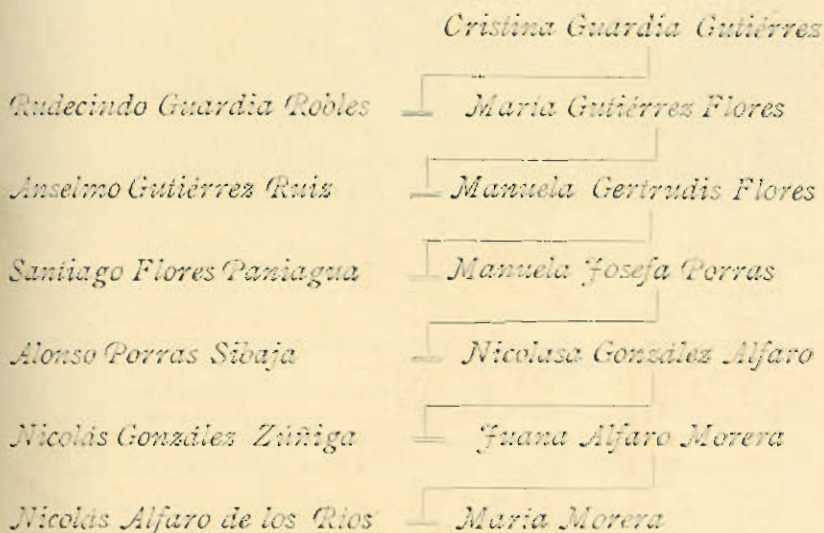 Cristina Guardia Gutiérrez
Rudecindo Guardia Robles = María Gutiérrez Flores
Anselmo Gutiérrez Ruiz = Manuela Gertrudis Flores
Santiago Flores Paniagua = Manuela Josefa Porras
Alonso Porras Sibaja = Nicolasa González Alfaro
Nicolás González Zúñiga = Juana Alfaro Morera
Nicolás Alfaro de los Ríos = María Morera